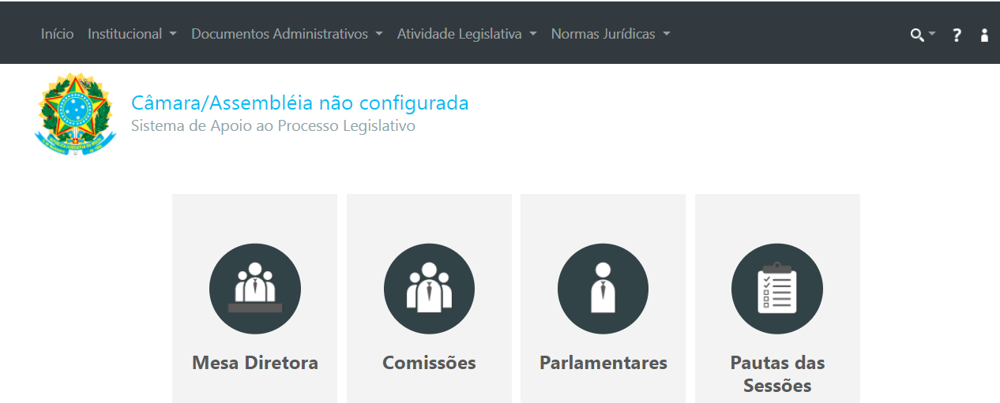 Início Institucional Documentos Administrativos Atividade Legislativa Normas Jurídicas ?
Câmara/Assembléia não configurada
Sistema de Apoio ao Processo Legislativo
Mesa Diretora
Comissões
Parlamentares
Pautas das
Sessões